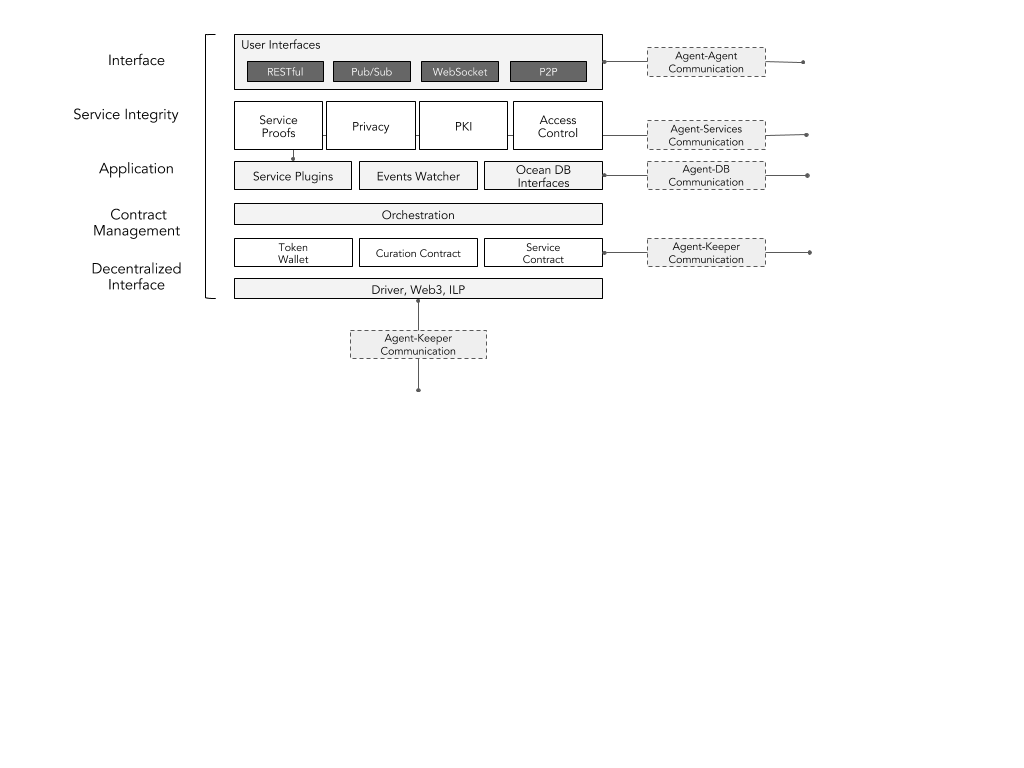 Interface
User Interfaces
RESTful
Pub/Sub
WebSocket
P2P
Agent-Agent
Communication
Service Integrity
Service
Proofs
Privacy
PKI
Access
Control
Agent-Services
Communication
Application
Service Plugins
Events Watcher
Ocean DB
Interfaces
Agent-DB
Communication
Contract
Management
Orchestration
Token
Wallet
Curation Contract
Service
Contract
Agent-Keeper
Communication
Decentralized
Interface
Driver, Web3, ILP
Agent-Keeper
Communication